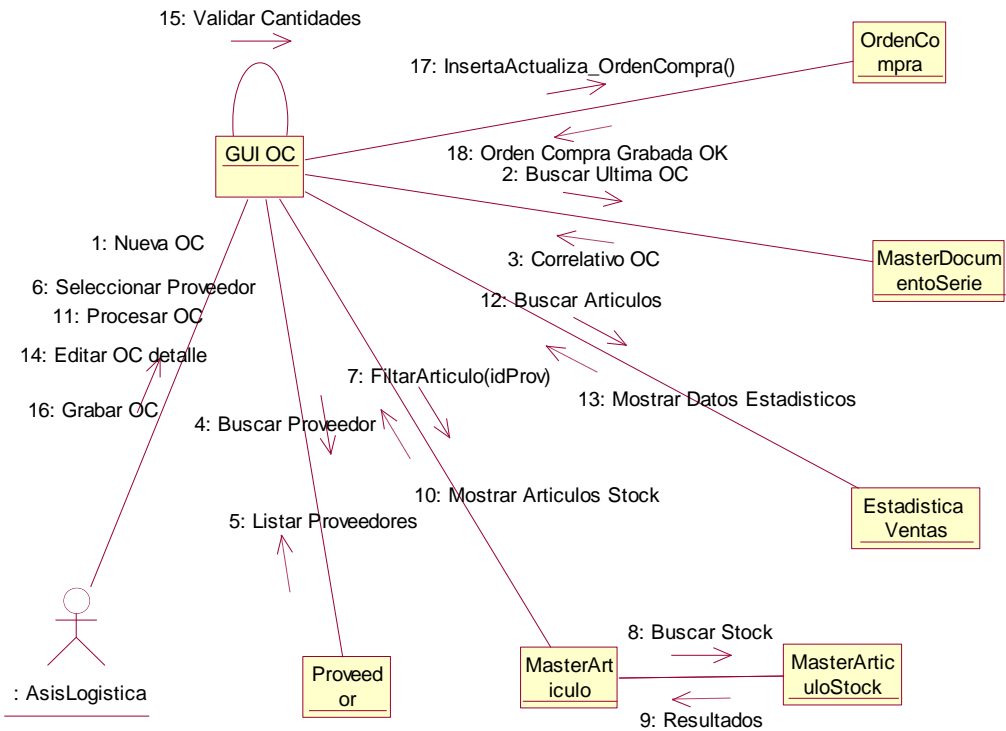 15: Validar Cantidades
OrdenCo
mpra
17: InsertaActualiza_OrdenCompra()
GUI OC
18: Orden Compra Grabada OK
2: Buscar Ultima OC
1: Nueva OC
3: Correlativo OC
MasterDocum
entoSerie
6: Seleccionar Proveedor
12: Buscar Articulos
11: Procesar OC
14: Editar OC detalle
7: FiltarArticulo(idProv)
13: Mostrar Datos Estadisticos
16: Grabar OC
4: Buscar Proveedor
10: Mostrar Articulos Stock
Estadistica
Ventas
5: Listar Proveedores
8: Buscar Stock
: AsisLogistica
Proveed
or
MasterArt
iculo
MasterArtic
uloStock
9: Resultados